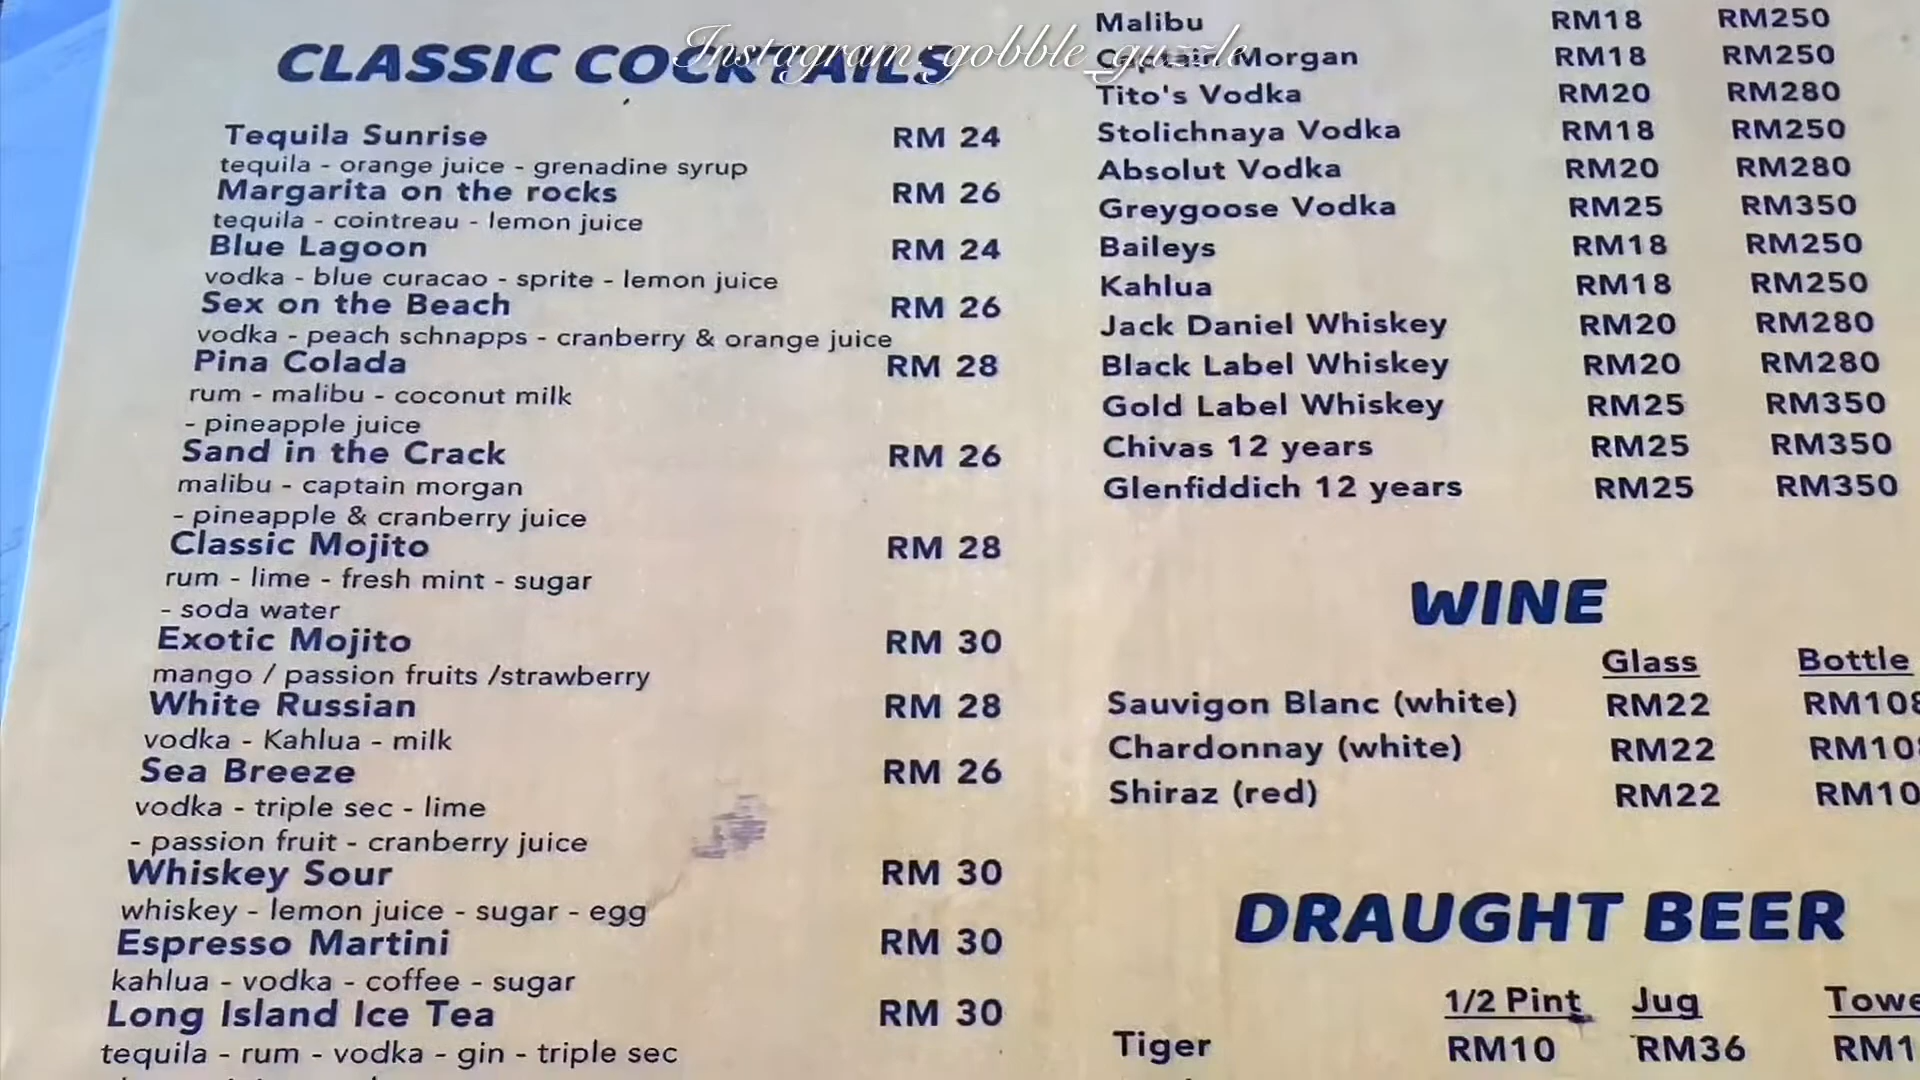 Instagram: gobble_guzzle
CLASSIC COCKTAILS
Tequila Sunrise RM 24
tequila - orange juice - grenadine syrup
Margarita on the rocks RM 26
tequila - cointreau - lemon juice
Blue Lagoon RM 24
vodka - blue curacao - sprite - lemon juice
Sex on the Beach RM 26
vodka - peach schnapps - cranberry & orange juice
Pina Colada RM 28
rum - malibu - coconut milk
- pineapple juice
Sand in the Crack RM 26
malibu - captain morgan
- pineapple & cranberry juice
Classic Mojito RM 28
rum - lime - fresh mint - sugar
- soda water
Exotic Mojito RM 30
mango / passion fruits /strawberry
White Russian RM 28
vodka - Kahlua - milk
Sea Breeze RM 26
vodka - triple sec - lime
- passion fruit - cranberry juice
Whiskey Sour RM 30
whiskey - lemon juice - sugar - egg
Espresso Martini RM 30
kahlua - vodka - coffee - sugar
Long Island Ice Tea RM 30
tequila - rum - vodka - gin - triple sec
Malibu RM18 RM250
Captain Morgan RM18 RM250
Tito's Vodka RM20 RM280
Stolichnaya Vodka RM18 RM250
Absolut Vodka RM20 RM280
Greygoose Vodka RM25 RM350
Baileys RM18 RM250
Kahlua RM18 RM250
Jack Daniel Whiskey RM20 RM280
Black Label Whiskey RM20 RM280
Gold Label Whiskey RM25 RM350
Chivas 12 years RM25 RM350
Glenfiddich 12 years RM25 RM350
WINE
Glass Bottle
Sauvigon Blanc (white) RM22 RM108
Chardonnay (white) RM22 RM10
Shiraz (red) RM22 RM10
DRAUGHT BEER
1/2 Pint Jug Towe
Tiger RM10 RM36 RM1